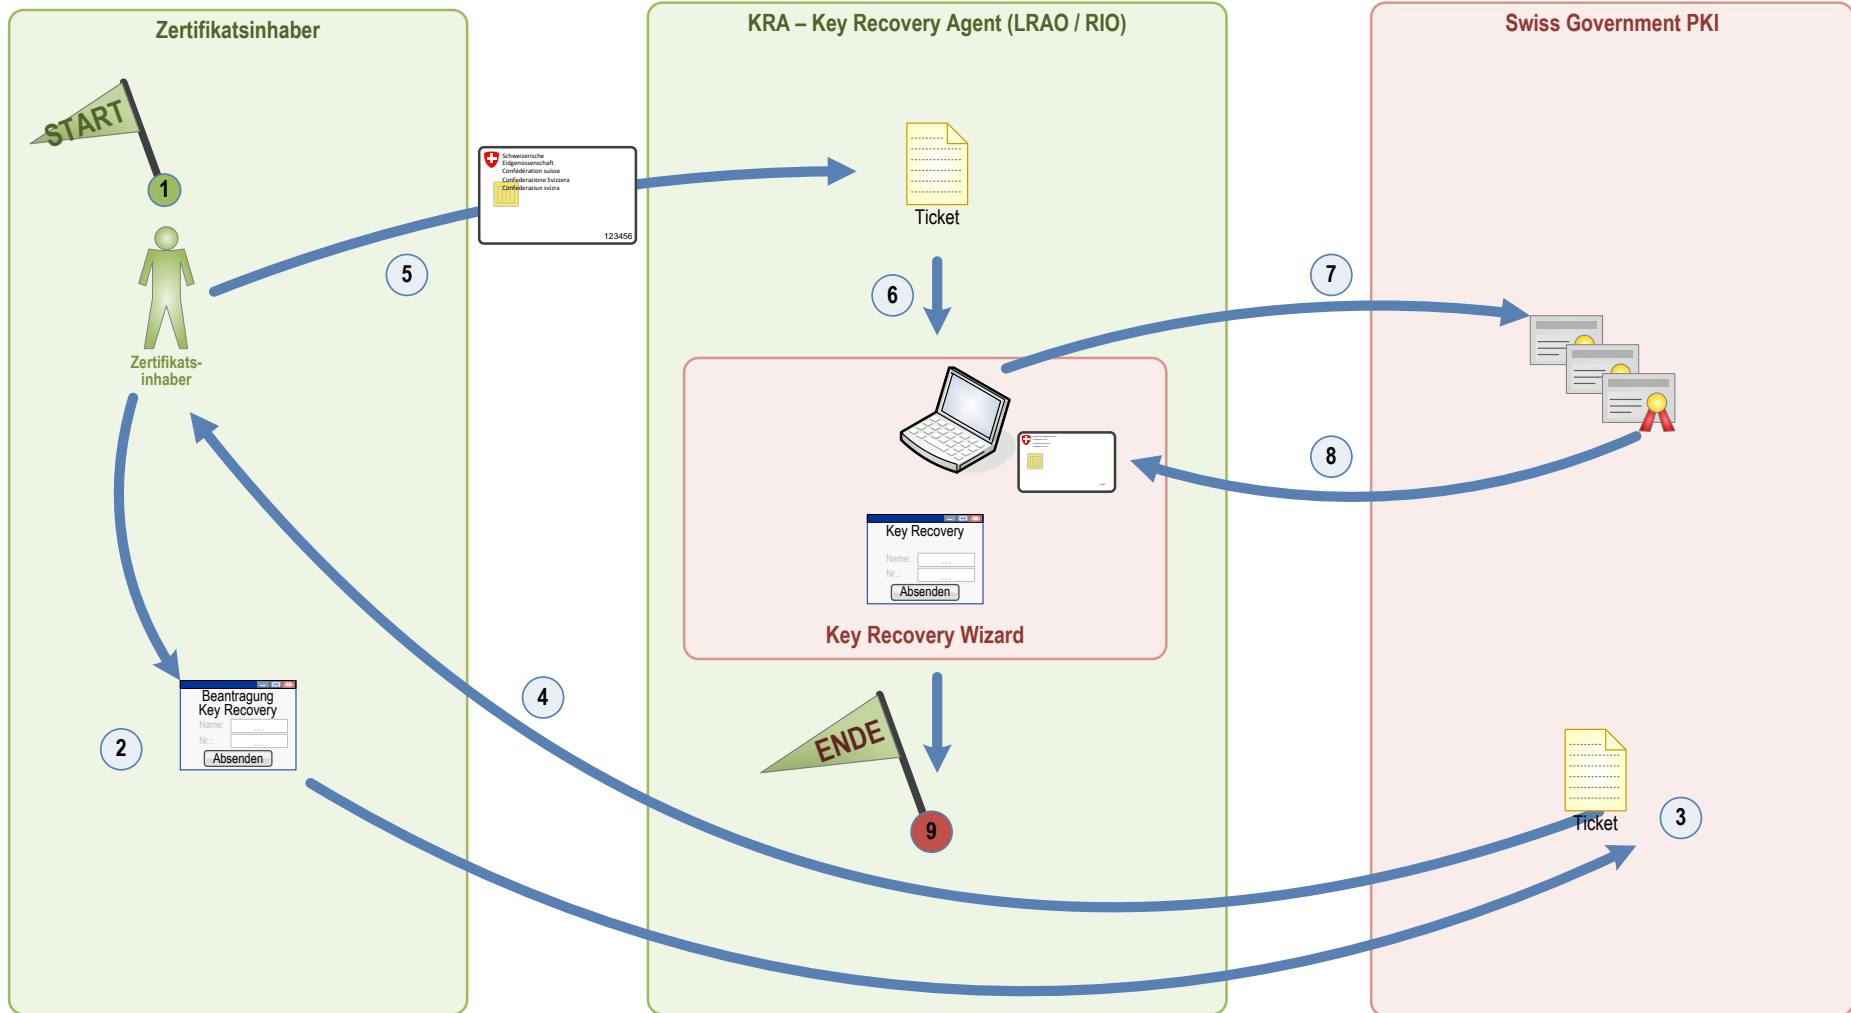 Zertifikatsinhaber
KRA – Key Recovery Agent (LRAO / RIO)
Swiss Government PKI
START
1
Schweizerische
Eidgenossenschaft
Confédération suisse
Confederazione Svizzera
Confederaziun svizra
123456
Ticket
5
6
7
Zertifikats-
inhaber
8
Key Recovery
Name:
...
Nr.:
...
Absenden
Key Recovery Wizard
4
Beantragung
Key Recovery
Name:
...
Nr.:
...
Absenden
2
ENDE
9
Ticket
3